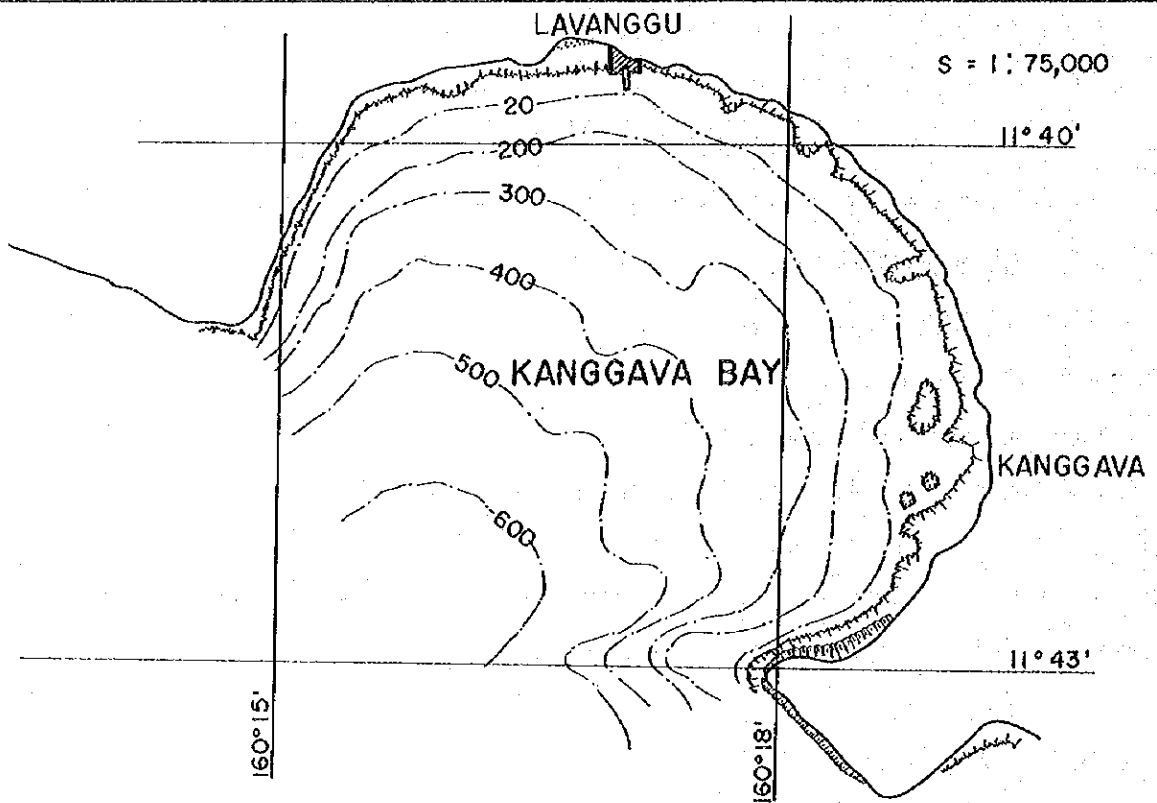 LAVANGGU
S = 1: 75,000
20
11° 40'
200
300
400
500
KANGGAVA BAY
KANGGAVA
600
11° 43'
160° 15'
160° 18'